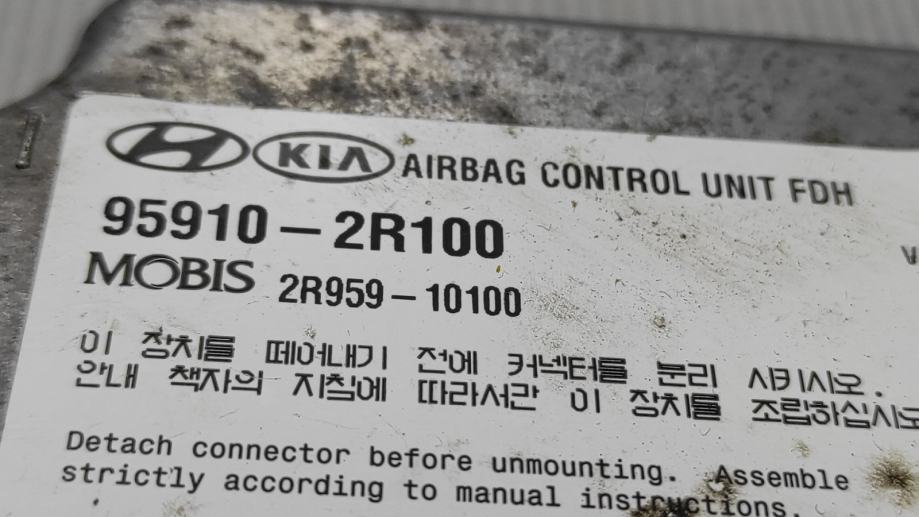 KIA AIRBAG CONTROL UNIT FDH
95910-2R100
MOBIS 2R959-10100
이 장치를 떼어내기 전에 커넥터를 분리 시키시오.
안내 책자의 지침에 따라서만 이 장치를 조립하십시오
Detach connector before unmounting. Assemble
strictly according to manual instructions.